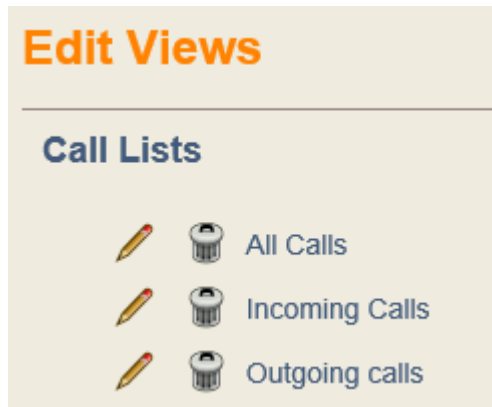 Edit Views
Call Lists
All Calls
Incoming Calls
Outgoing calls